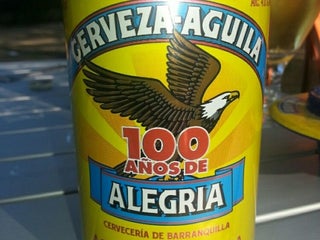 CERVEZA-AGUILA
100
AÑOS DE
ALEGRIA
CERVECERÍA DE BARRANQUILLA